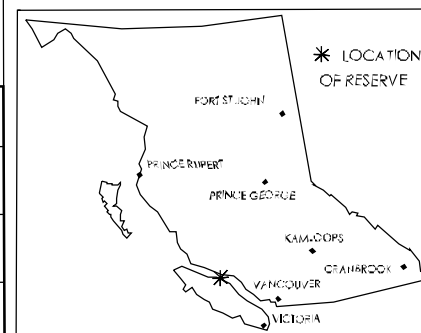 LOCATION
OF RESERVE
FORT ST.JOHN
PRINCE RUPERT
PRINCE GEORGE
KAMLOOPS
CRANBROOK
VANCOUVER
VICTORIA